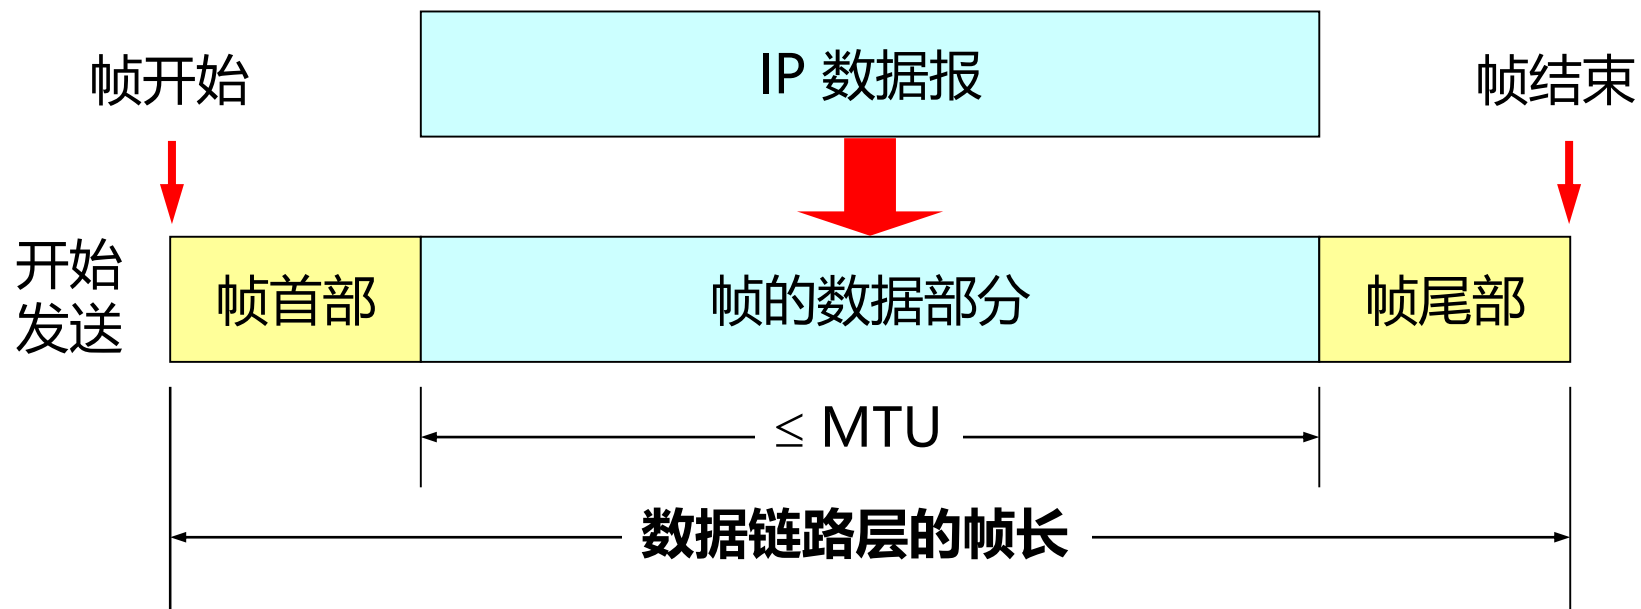 IP 数据报
帧开始
帧结束
开始
发送
帧首部
帧的数据部分
帧尾部
≤ MTU
数据链路层的帧长